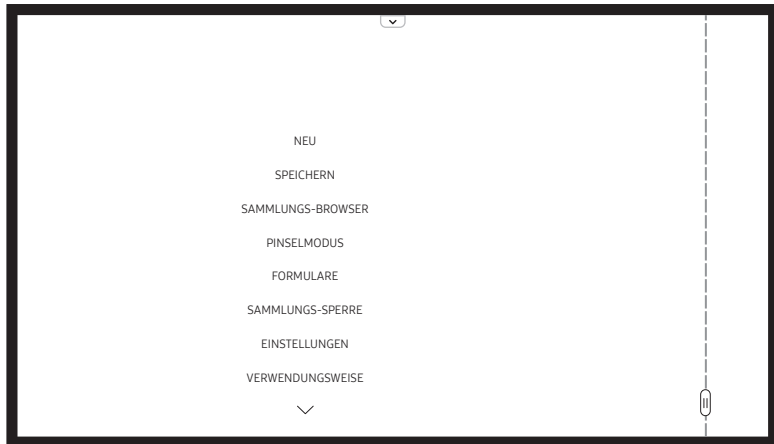 NEU
SPEICHERN
SAMMLUNGS-BROWSER
PINSELMODUS
FORMULARE
SAMMLUNGS-SPERRE
EINSTELLUNGEN
VERWENDUNGSWEISE